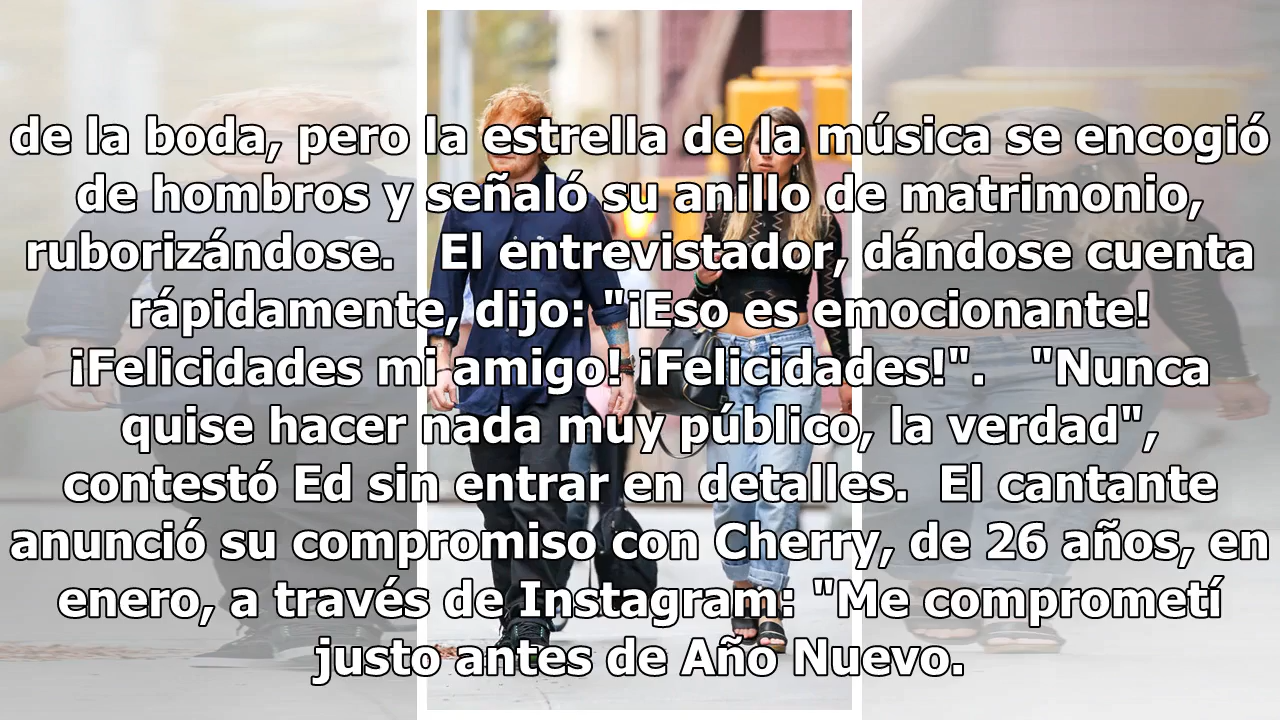 de la boda, pero la estrella de la música se encogió
de hombros y señaló su anillo de matrimonio,
ruborizándose.   El entrevistador, dándose cuenta
rápidamente, dijo: "¡Eso es emocionante!
¡Felicidades mi amigo! ¡Felicidades!".   "Nunca
quise hacer nada muy público, la verdad",
contestó Ed sin entrar en detalles.  El cantante
anunció su compromiso con Cherry, de 26 años, en
enero, a través de Instagram: "Me comprometí
justo antes de Año Nuevo.